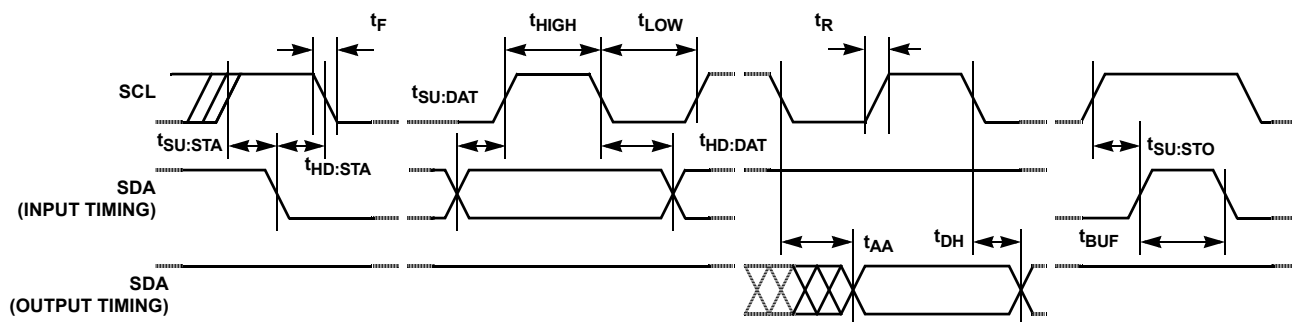 tF
tHIGH
tLOW
tR
SCL
tSU:DAT
tSU:STA
tHD:STA
tHD:DAT
tSU:STO
SDA
(INPUT TIMING)
tAA
tDH
tBUF
SDA
(OUTPUT TIMING)